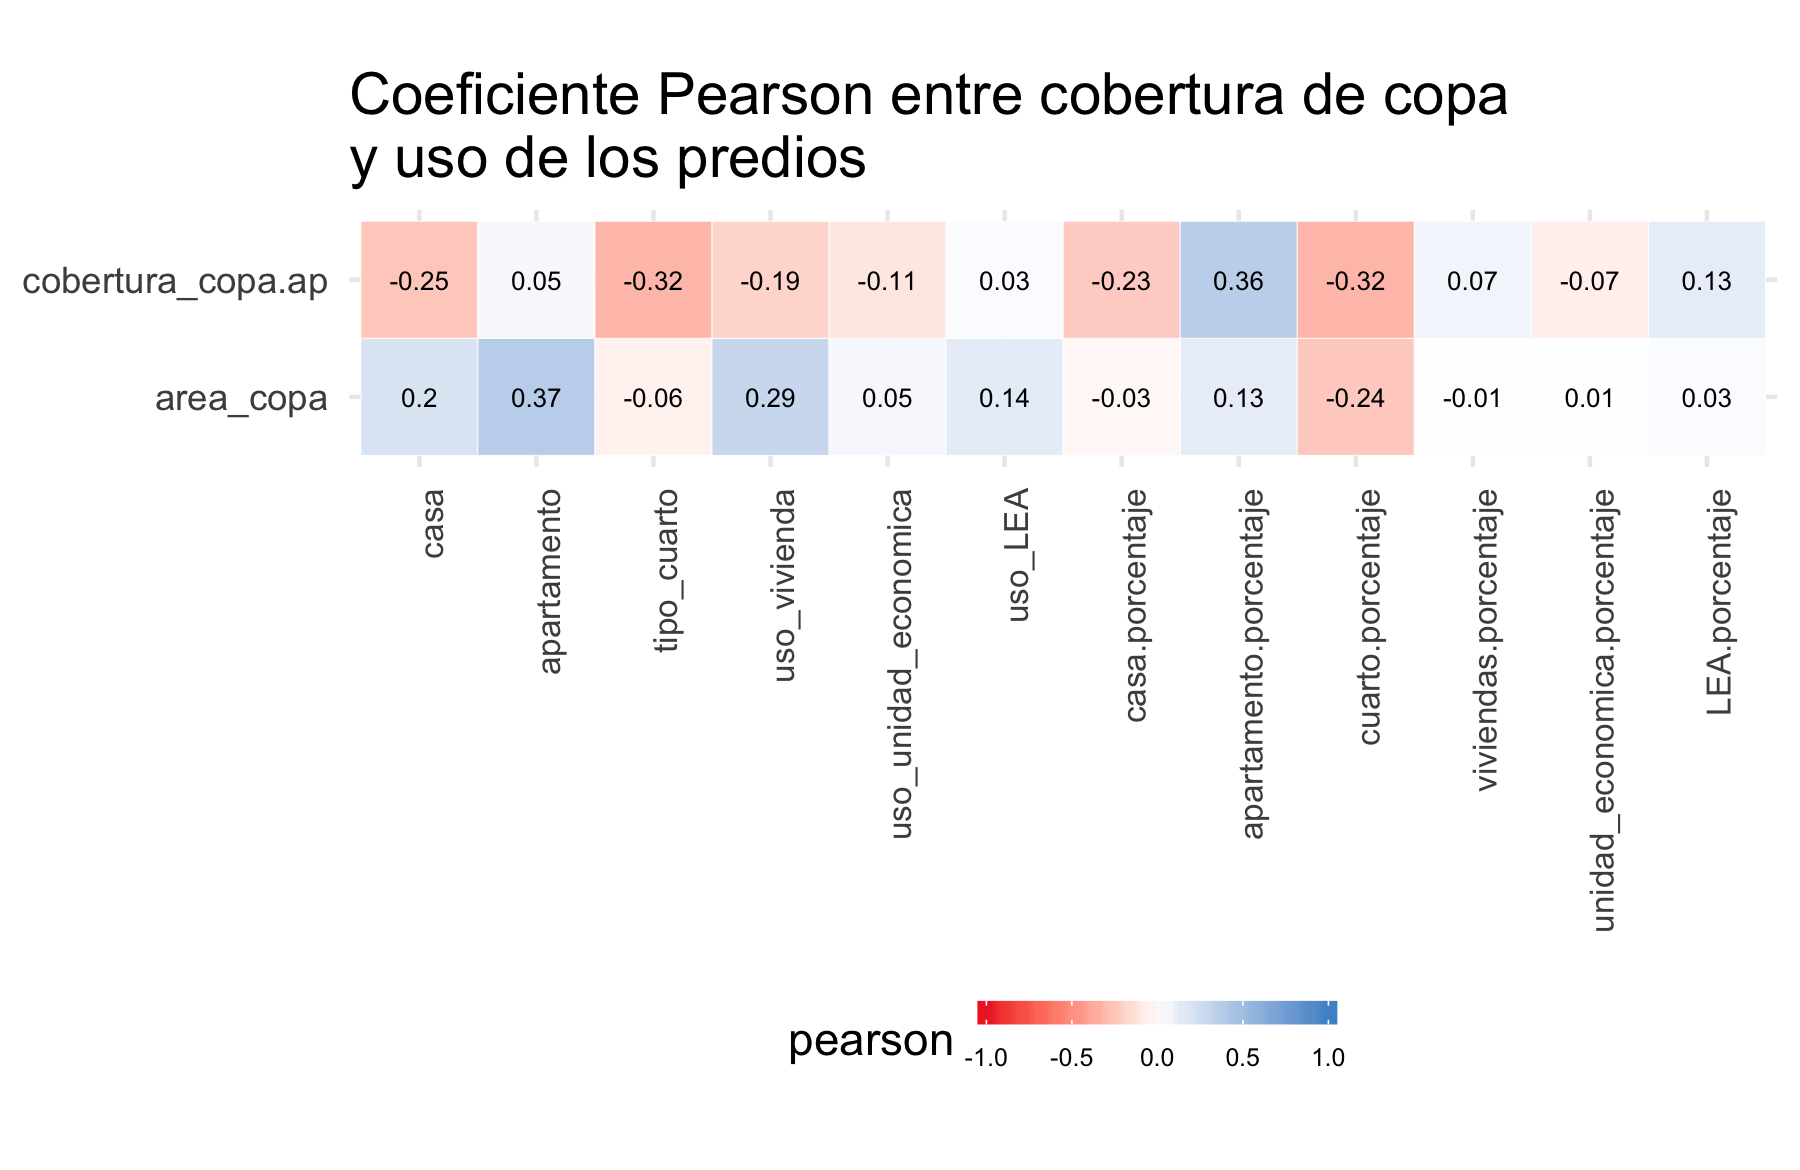 Coeficiente Pearson entre cobertura de copa
y uso de los predios
cobertura_copa.ap
-0.25 0.05 -0.32 -0.19 -0.11 0.03 -0.23 0.36 -0.32 0.07 -0.07 0.13
area_copa
0.2 0.37 -0.06 0.29 0.05 0.14 -0.03 0.13 -0.24 -0.01 0.01 0.03
casa
apartamento
tipo_cuarto
uso_vivienda
uso_unidad_economica
uso_LEA
casa.porcentaje
apartamento.porcentaje
cuarto.porcentaje
viviendas.porcentaje
unidad_economica.porcentaje
LEA.porcentaje
pearson
-1.0 -0.5 0.0 0.5 1.0